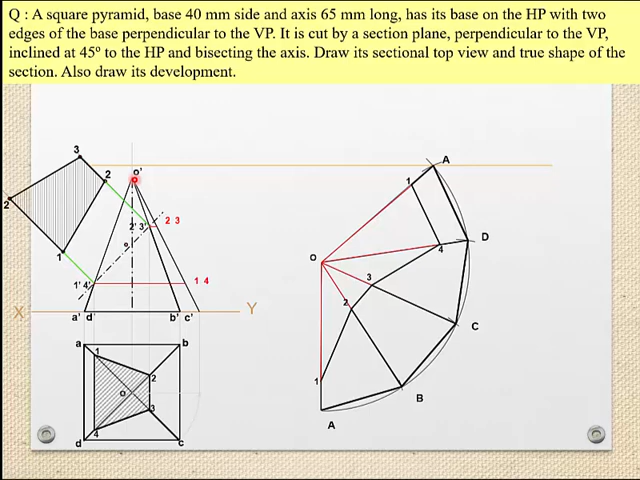 Q : A square pyramid, base 40 mm side and axis 65 mm long, has its base on the HP with two
edges of the base perpendicular to the VP. It is cut by a section plane, perpendicular to the VP,
inclined at 45º to the HP and bisecting the axis. Draw its sectional top view and true shape of the
section. Also draw its development.
3
2
o'
2
2' 3'
2 3
1
1' 4'
1 4
X
Y
a' d'
b' c'
a
b
1
2
o
3
4
d
c
A
1
D
4
O
3
2
C
1
B
A